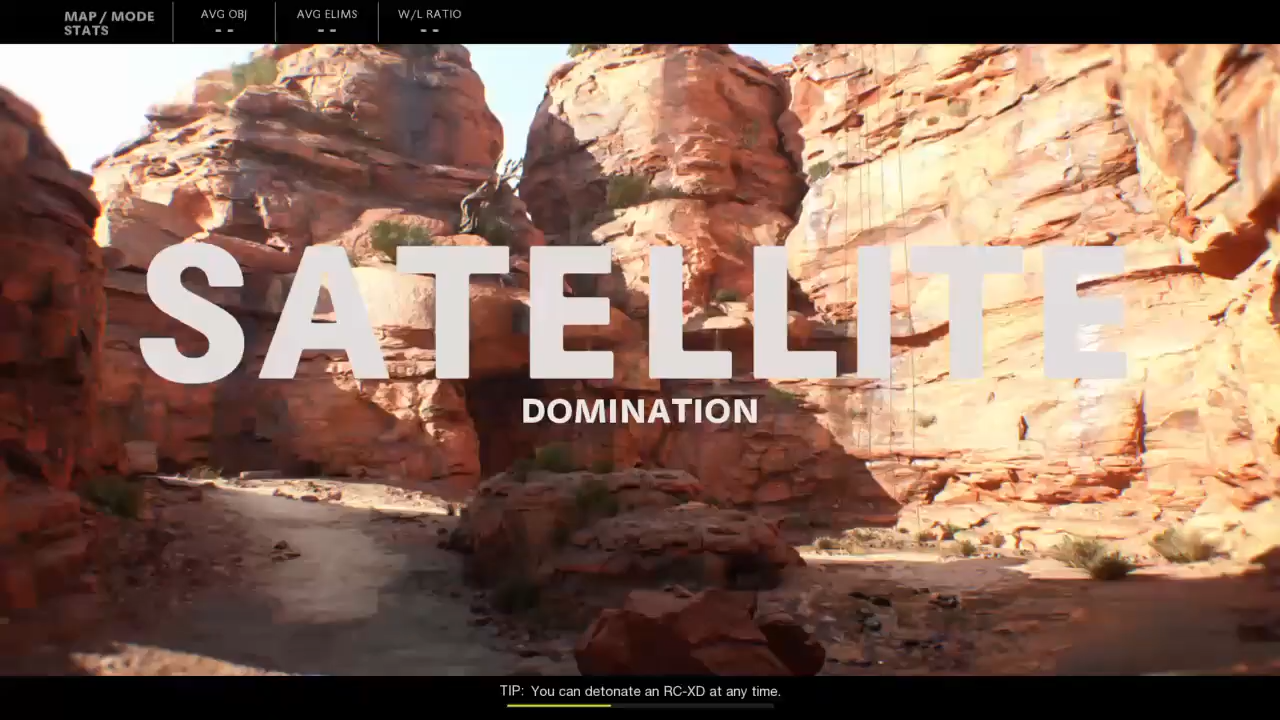 MAP / MODE
STATS
AVG OBJ
- -
AVG ELIMS
- -
W/L RATIO
- -
SATELLITE
DOMINATION
TIP: You can detonate an RC-XD at any time.